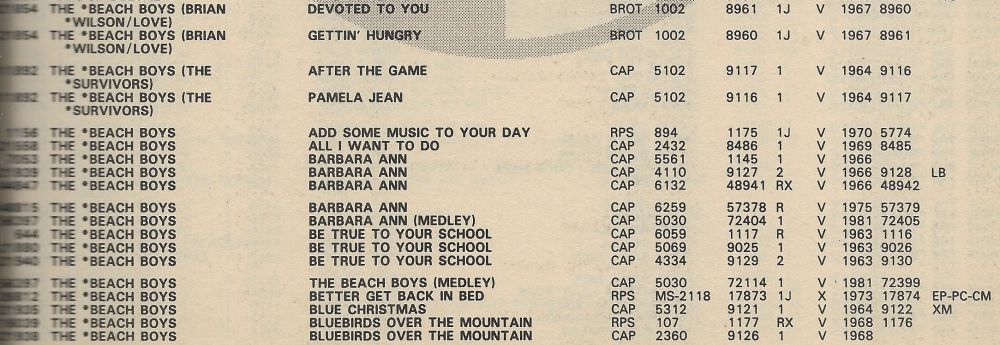 THE *BEACH BOYS (BRIAN DEVOTED TO YOU BROT 1002 8961 1J V 1967 8960
*WILSON/LOVE)
THE *BEACH BOYS (BRIAN GETTIN' HUNGRY BROT 1002 8960 1J V 1967 8961
*WILSON/LOVE)
THE *BEACH BOYS (THE AFTER THE GAME CAP 5102 9117 1 V 1964 9116
*SURVIVORS)
THE *BEACH BOYS (THE PAMELA JEAN CAP 5102 9116 1 V 1964 9117
*SURVIVORS)
THE *BEACH BOYS ADD SOME MUSIC TO YOUR DAY RPS 894 1175 1J V 1970 5774
THE *BEACH BOYS ALL I WANT TO DO CAP 2432 8486 1 V 1969 8485
THE *BEACH BOYS BARBARA ANN CAP 5561 1145 1 V 1966
THE *BEACH BOYS BARBARA ANN CAP 4110 9127 2 V 1966 9128 LB
THE *BEACH BOYS BARBARA ANN CAP 6132 48941 RX V 1966 48942
THE *BEACH BOYS BARBARA ANN CAP 6259 57378 R V 1975 57379
THE *BEACH BOYS BARBARA ANN (MEDLEY) CAP 5030 72404 1 V 1981 72405
THE *BEACH BOYS BE TRUE TO YOUR SCHOOL CAP 6059 1117 R V 1963 1116
THE *BEACH BOYS BE TRUE TO YOUR SCHOOL CAP 5069 9025 1 V 1963 9026
THE *BEACH BOYS BE TRUE TO YOUR SCHOOL CAP 4334 9129 2 V 1963 9130
THE *BEACH BOYS THE BEACH BOYS (MEDLEY) CAP 5030 72114 1 V 1981 72399
THE *BEACH BOYS BETTER GET BACK IN BED RPS MS-2118 17873 1J X 1973 17874 EP-PC-CM
THE *BEACH BOYS BLUE CHRISTMAS CAP 5312 9121 1 V 1964 9122 XM
THE *BEACH BOYS BLUEBIRDS OVER THE MOUNTAIN RPS 107 1177 RX V 1968 1176
THE *BEACH BOYS BLUEBIRDS OVER THE MOUNTAIN CAP 2360 9126 1 V 1968